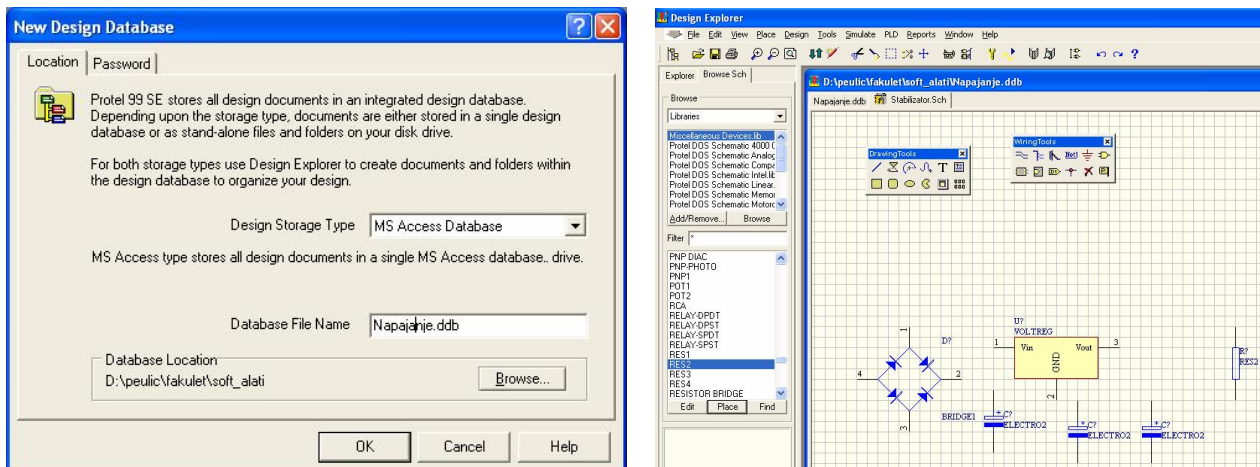 New Design Database
Location
Password
Protel 99 SE stores all design documents in an integrated design database.
Depending upon the storage type, documents are either stored in a single design
database or as stand-alone files and folders on your disk drive.
For both storage types use Design Explorer to create documents and folders within
the design database to organize your design.
Design Storage Type
MS Access Database
MS Access type stores all design documents in a single MS Access database.. drive.
Database File Name
Napajanje.ddb
Database Location
D:\peulic\fakulet\soft_alati
Browse...
OK
Cancel
Help
Design Explorer
File Edit View Place Design Tools Simulate PLD Reports Window Help
Explorer
Browse Sch
Browse
Libraries
Miscellaneous Devices.lib
Protel DOS Schematic 4000
Protel DOS Schematic Analog
Protel DOS Schematic Compa
Protel DOS Schematic Intel.lib
Protel DOS Schematic Linear.
Protel DOS Schematic Memor
Protel DOS Schematic Motoro
Add/Remove...
Browse
Filter *
PNP DIAC
PNP-PHOTO
PNP1
POT1
POT2
RCA
RELAY-DPDT
RELAY-DPST
RELAY-SPDT
RELAY-SPST
RES1
RES2
RES3
RES4
RESISTOR BRIDGE
Edit
Place
Find
D:\peulic\fakulet\soft_alati\Napajanje.ddb
Napajanje.ddb
Stabilizator.Sch
DrawingTools
T
WiringTools
U?
VOLTREG
1
Vin
Vout
3
GND
2
D?
1
2
3
4
BRIDGE1
C?
ELECTRO2
C?
ELECTRO2
C?
ELECTRO2
R?
RES2